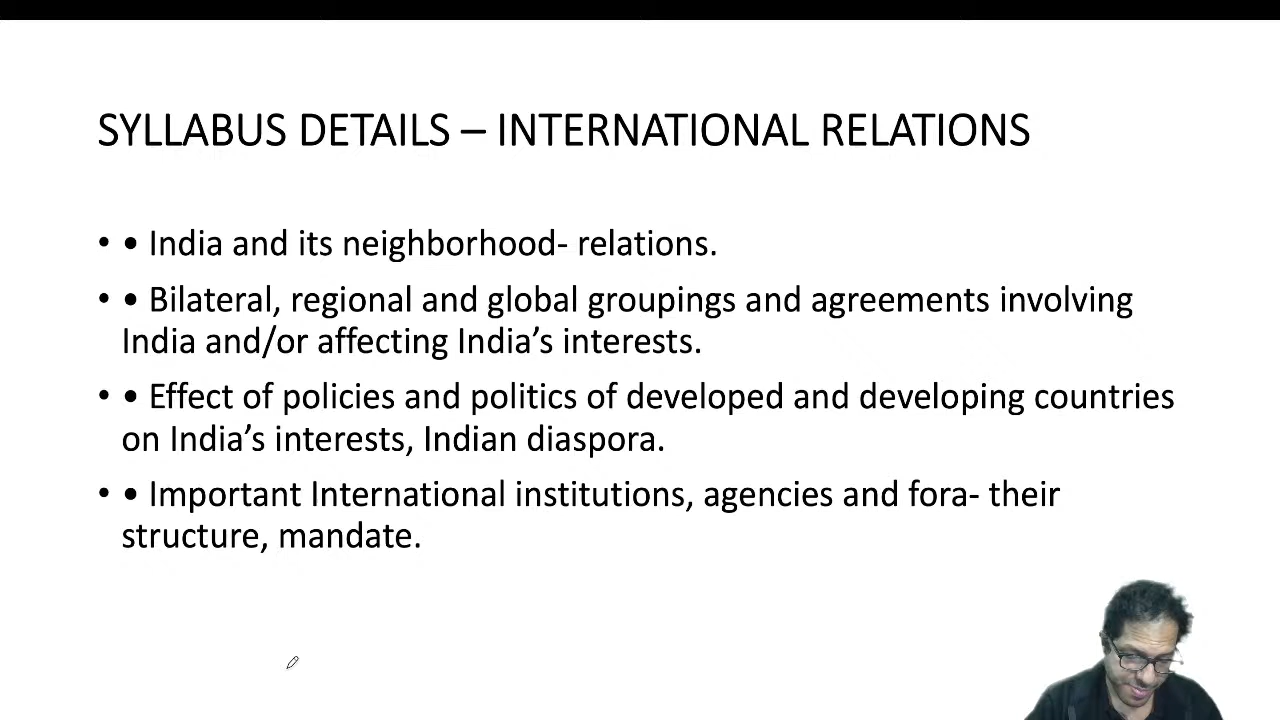 SYLLABUS DETAILS – INTERNATIONAL RELATIONS
• • India and its neighborhood- relations.
• • Bilateral, regional and global groupings and agreements involving
India and/or affecting India’s interests.
• • Effect of policies and politics of developed and developing countries
on India’s interests, Indian diaspora.
• • Important International institutions, agencies and fora- their
structure, mandate.